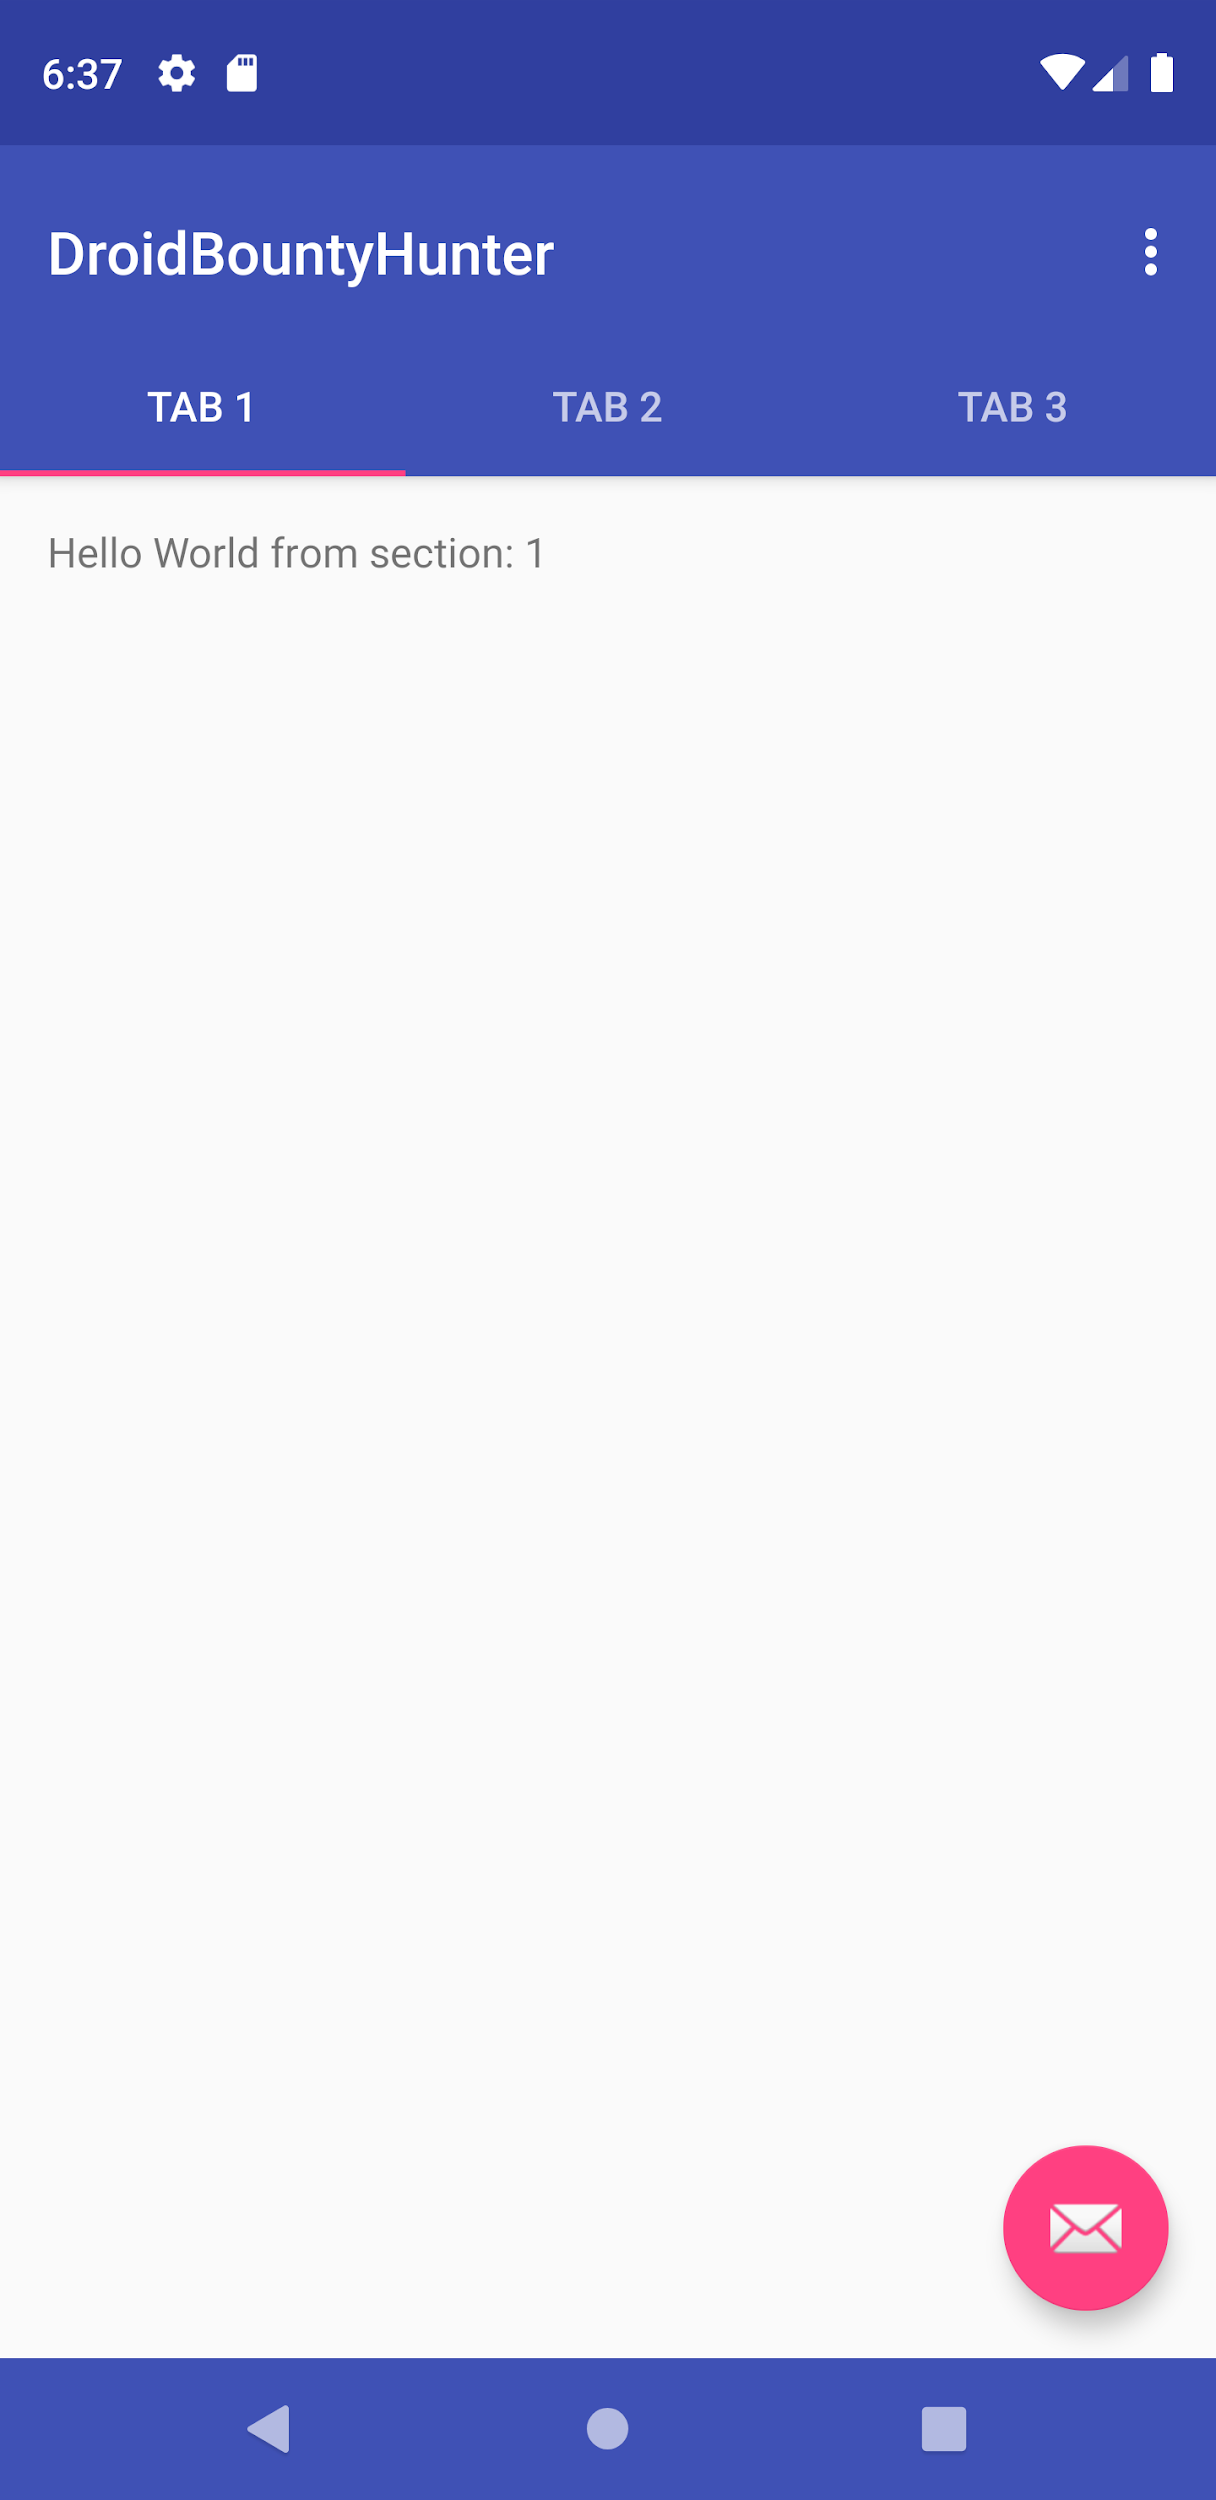 6:37
DroidBountyHunter
TAB 1
TAB 2
TAB 3
Hello World from section: 1